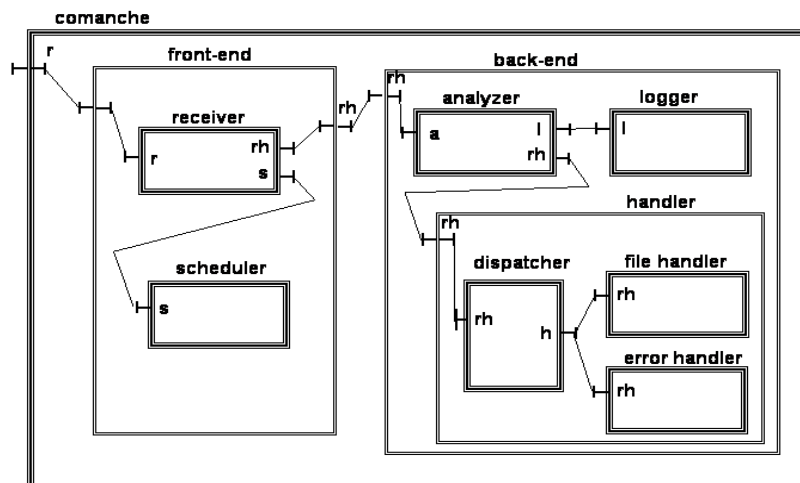 comanche
r
front-end
back-end
rh
rh
analyzer
logger
receiver
a
l
l
rh
r
rh
s
handler
rh
scheduler
dispatcher
file handler
rh
s
rh
h
error handler
rh